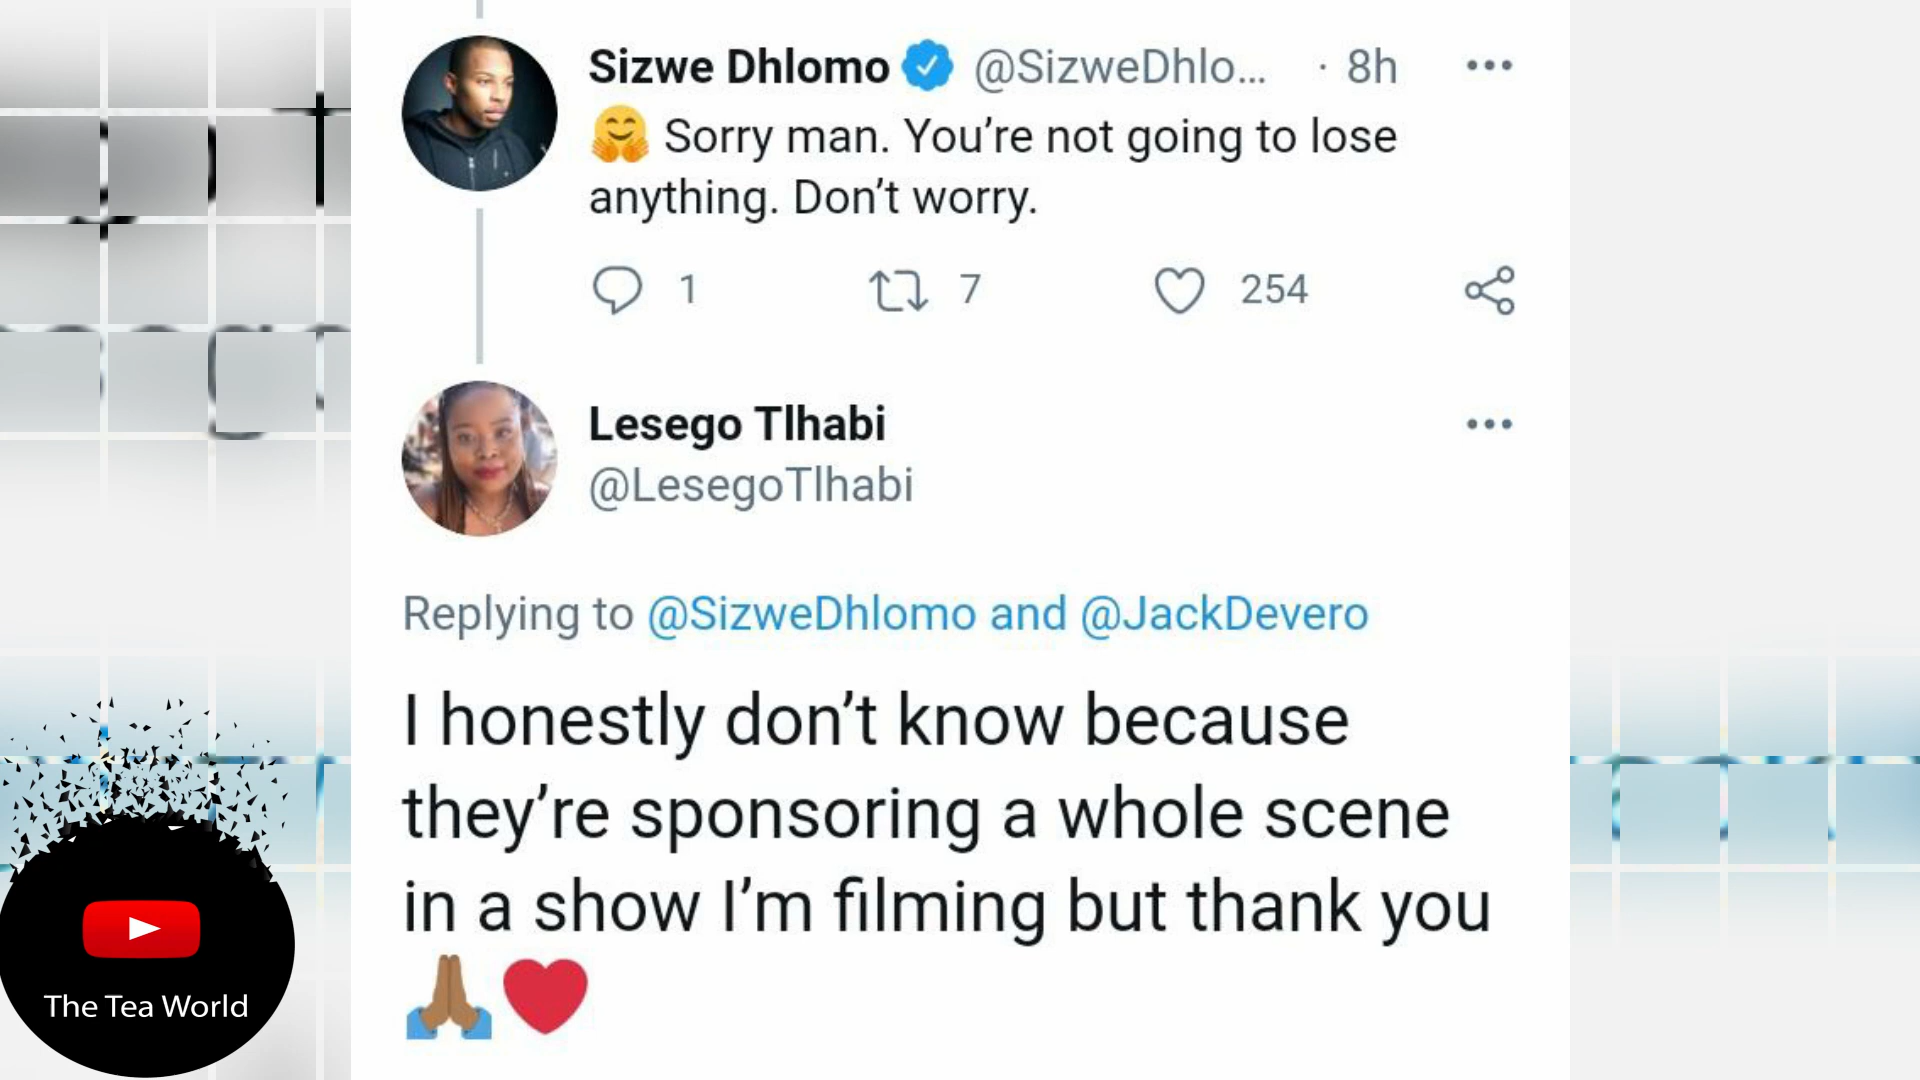 Sizwe Dhlomo @SizweDhlo... · 8h
🤗 Sorry man. You’re not going to lose
anything. Don’t worry.
1 7 254
Lesego Tlhabi
@LesegoTlhabi
Replying to @SizweDhlomo and @JackDevero
I honestly don’t know because
they’re sponsoring a whole scene
in a show I’m filming but thank you
🙏🏾❤️
The Tea World